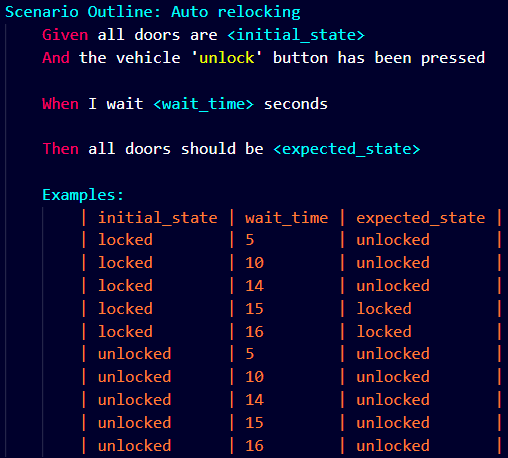 Scenario Outline: Auto relocking
Given all doors are <initial_state>
And the vehicle 'unlock' button has been pressed
When I wait <wait_time> seconds
Then all doors should be <expected_state>
Examples:
| initial_state | wait_time | expected_state |
| locked | 5 | unlocked |
| locked | 10 | unlocked |
| locked | 14 | unlocked |
| locked | 15 | locked |
| locked | 16 | locked |
| unlocked | 5 | unlocked |
| unlocked | 10 | unlocked |
| unlocked | 14 | unlocked |
| unlocked | 15 | unlocked |
| unlocked | 16 | unlocked |